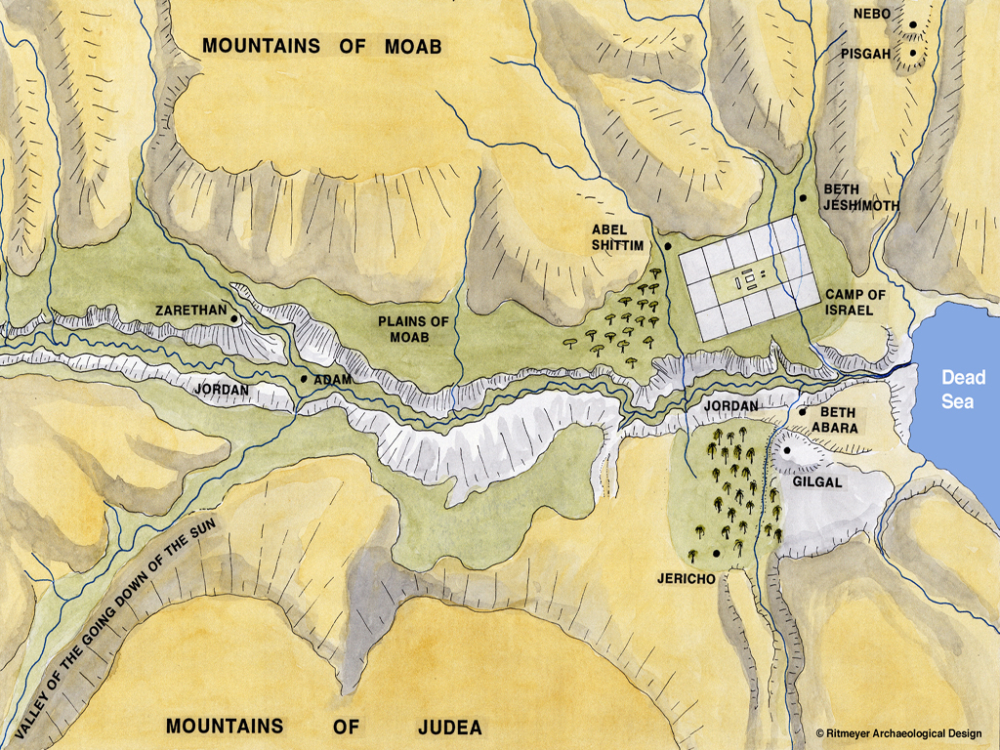 NEBO
MOUNTAINS OF MOAB
PISGAH
BETH
JESHIMOTH
ABEL
SHITTIM
CAMP OF
ISRAEL
ZARETHAN
PLAINS OF
MOAB
ADAM
JORDAN
Dead
Sea
JORDAN
BETH
ABARA
GILGAL
JERICHO
VALLEY OF THE GOING DOWN OF THE SUN
MOUNTAINS OF JUDEA
© Ritmeyer Archaeological Design